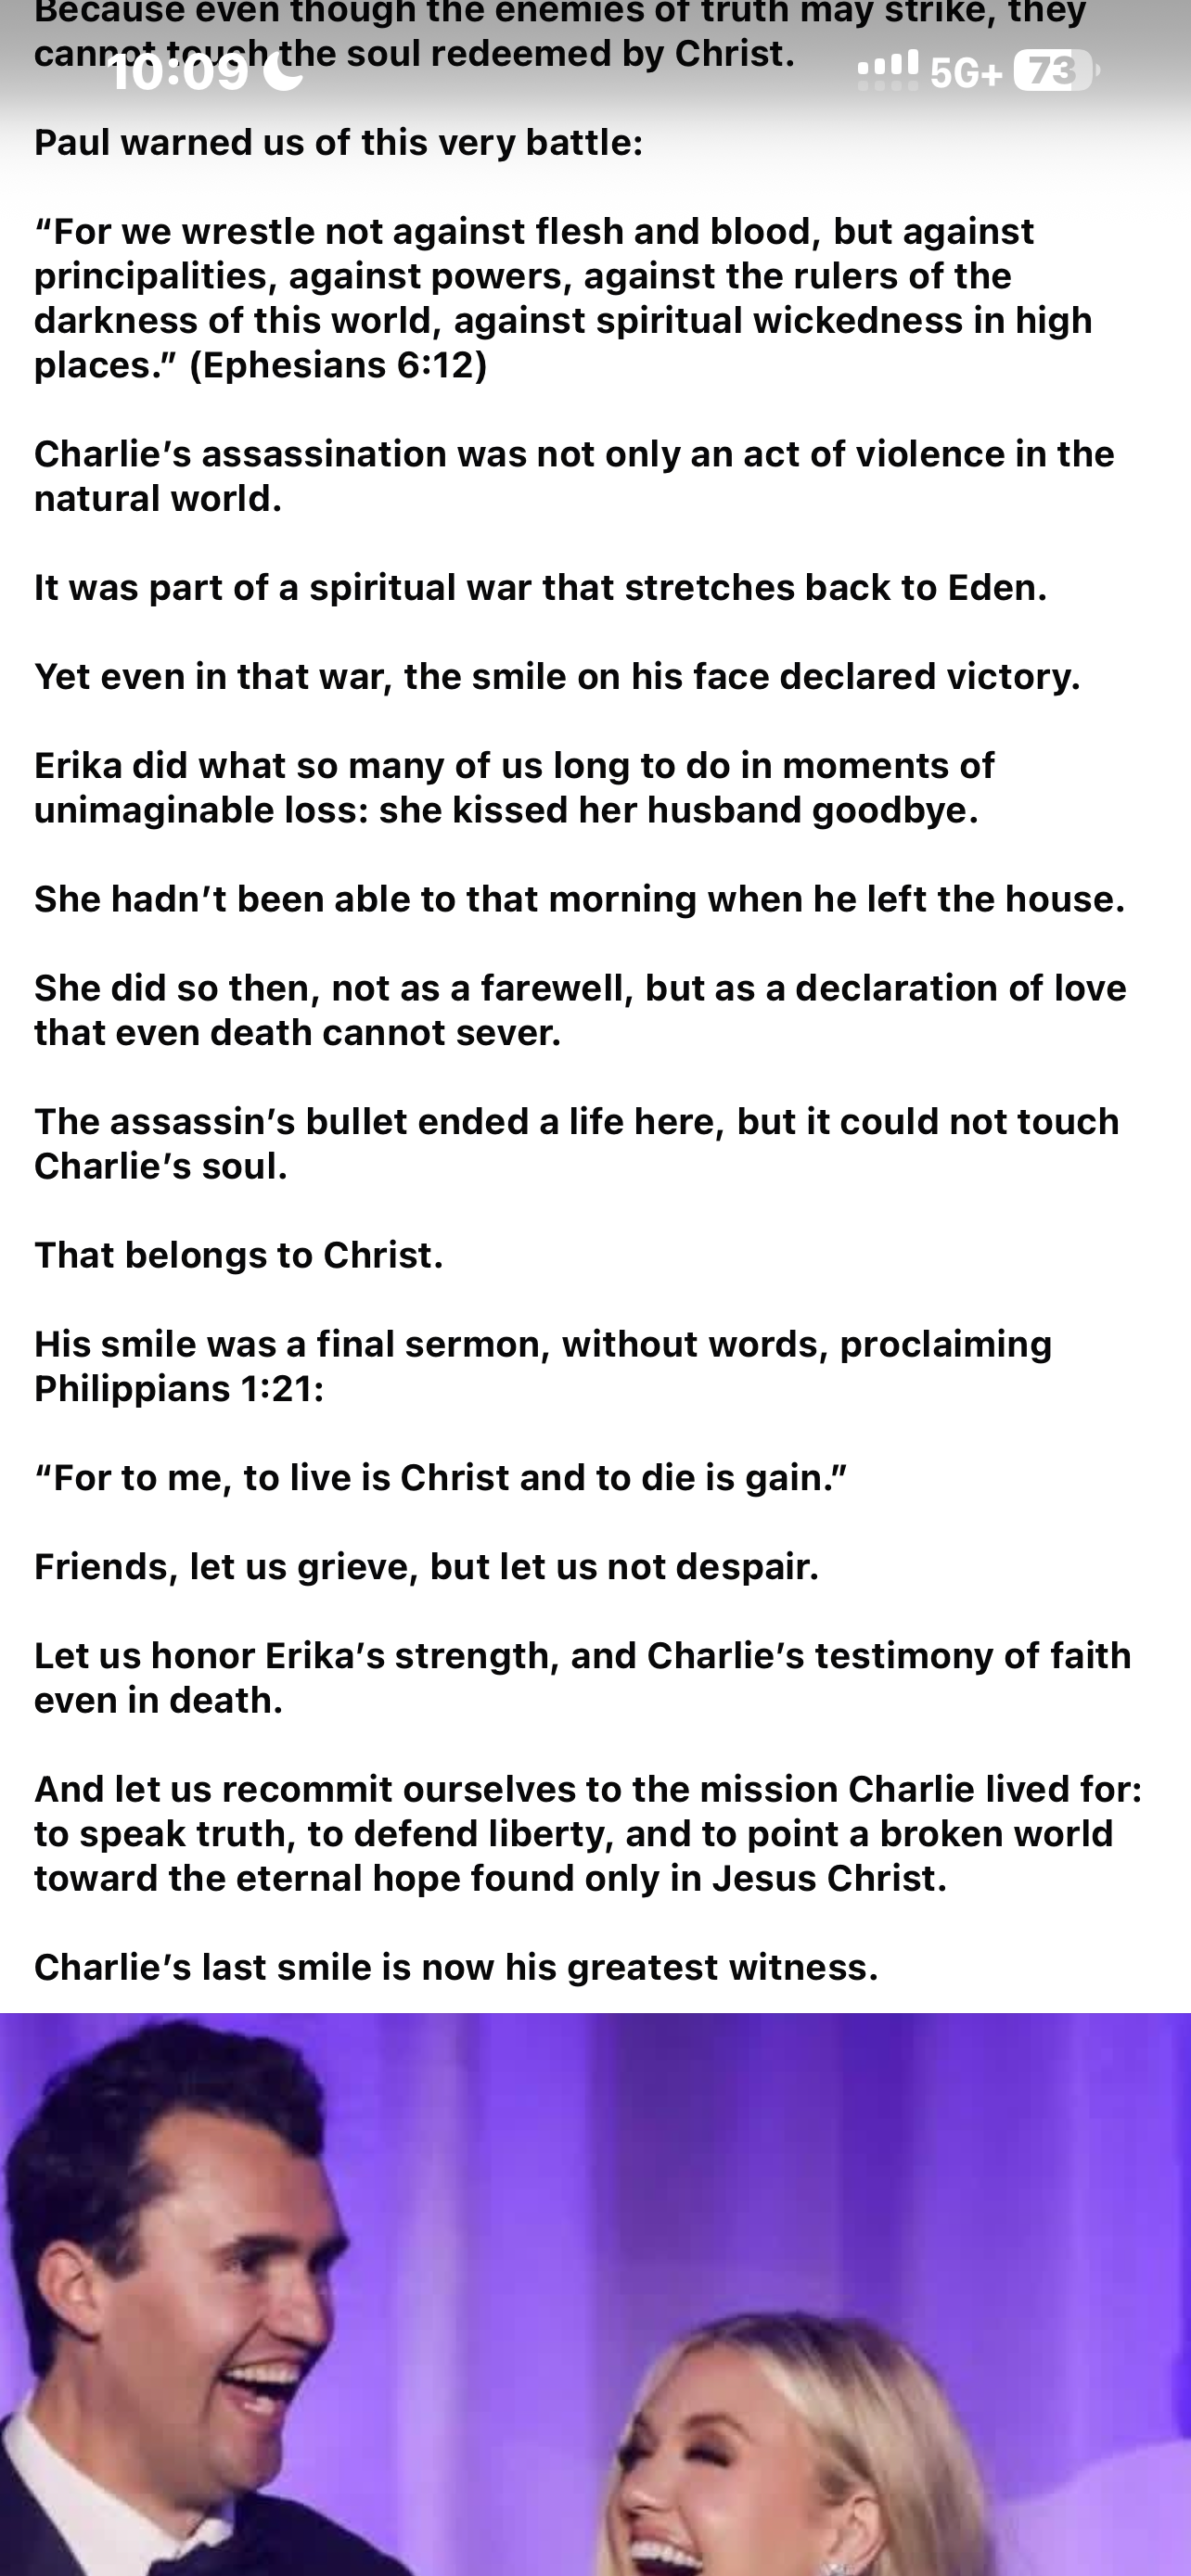 Because even though the enemies of truth may strike, they
cannot touch the soul redeemed by Christ.
10:09
5G+
73
Paul warned us of this very battle:
“For we wrestle not against flesh and blood, but against
principalities, against powers, against the rulers of the
darkness of this world, against spiritual wickedness in high
places.” (Ephesians 6:12)
Charlie’s assassination was not only an act of violence in the
natural world.
It was part of a spiritual war that stretches back to Eden.
Yet even in that war, the smile on his face declared victory.
Erika did what so many of us long to do in moments of
unimaginable loss: she kissed her husband goodbye.
She hadn’t been able to that morning when he left the house.
She did so then, not as a farewell, but as a declaration of love
that even death cannot sever.
The assassin’s bullet ended a life here, but it could not touch
Charlie’s soul.
That belongs to Christ.
His smile was a final sermon, without words, proclaiming
Philippians 1:21:
“For to me, to live is Christ and to die is gain.”
Friends, let us grieve, but let us not despair.
Let us honor Erika’s strength, and Charlie’s testimony of faith
even in death.
And let us recommit ourselves to the mission Charlie lived for:
to speak truth, to defend liberty, and to point a broken world
toward the eternal hope found only in Jesus Christ.
Charlie’s last smile is now his greatest witness.